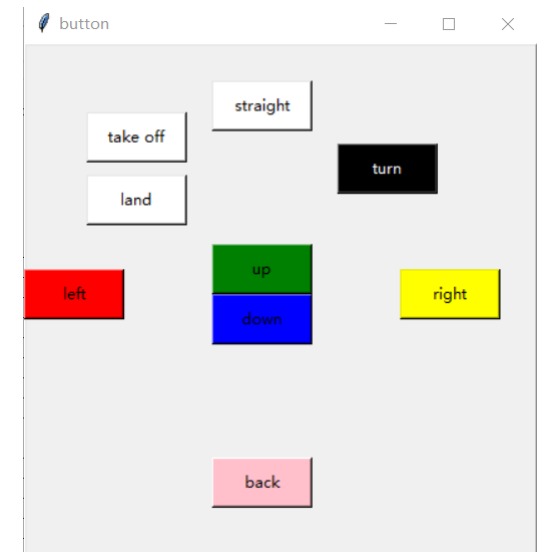 button
straight
take off
turn
land
up
left
right
down
back